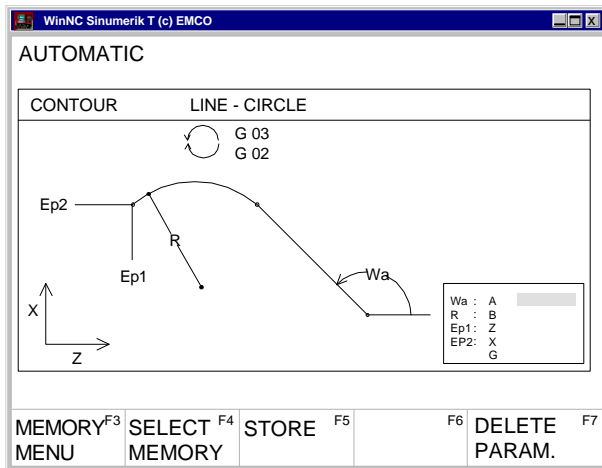 WinNC Sinumerik T (c) EMCO
AUTOMATIC
CONTOUR LINE - CIRCLE
G 03
G 02
Ep2
R
Ep1
Wa
X
Z
Wa : A
R : B
Ep1: Z
EP2: X
G
MEMORY F3 SELECT F4 STORE F5 F6 DELETE F7
MENU MEMORY PARAM.